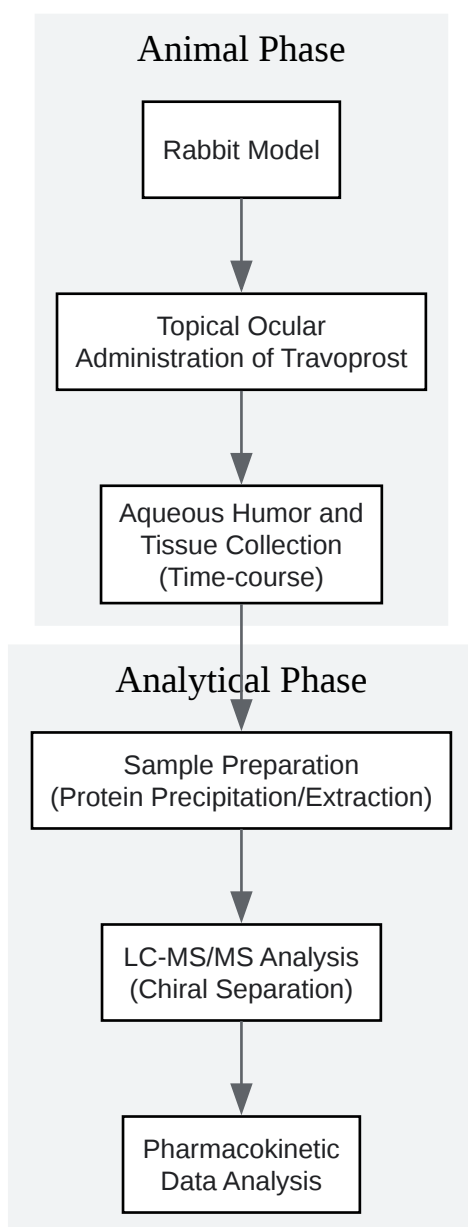 Animal Phase
Rabbit Model
Topical Ocular
Administration of Travoprost
Aqueous Humor and
Tissue Collection
(Time-course)
Analytical Phase
Sample Preparation
(Protein Precipitation/Extraction)
LC-MS/MS Analysis
(Chiral Separation)
Pharmacokinetic
Data Analysis